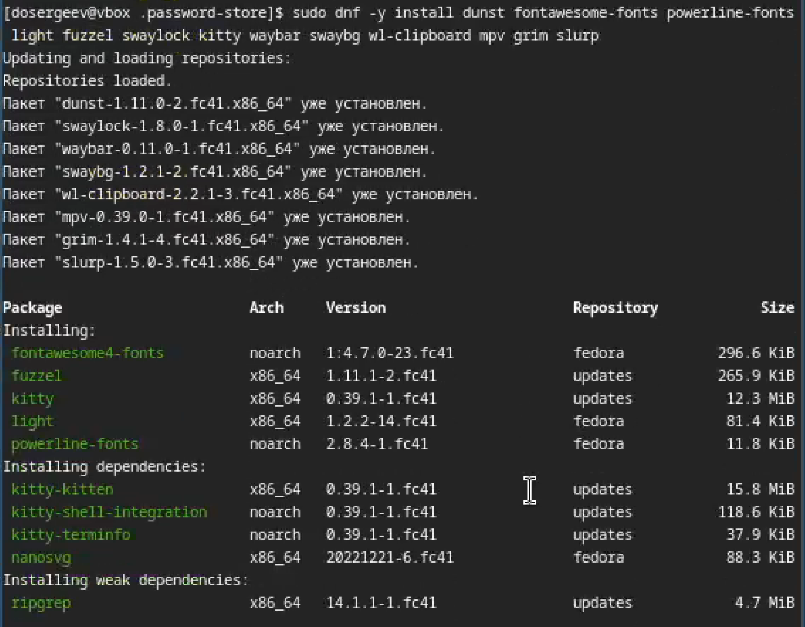 [dosergeev@vbox .password-store]$ sudo dnf -y install dunst fontawesome-fonts powerline-fonts
light fuzzel swaylock kitty waybar swaybg wl-clipboard mpv grim slurp
Updating and loading repositories:
Repositories loaded.
Пакет "dunst-1.11.0-2.fc41.x86_64" уже установлен.
Пакет "swaylock-1.8.0-1.fc41.x86_64" уже установлен.
Пакет "waybar-0.11.0-1.fc41.x86_64" уже установлен.
Пакет "swaybg-1.2.1-2.fc41.x86_64" уже установлен.
Пакет "wl-clipboard-2.2.1-3.fc41.x86_64" уже установлен.
Пакет "mpv-0.39.0-1.fc41.x86_64" уже установлен.
Пакет "grim-1.4.1-4.fc41.x86_64" уже установлен.
Пакет "slurp-1.5.0-3.fc41.x86_64" уже установлен.
Package Arch Version Repository Size
Installing:
fontawesome4-fonts noarch 1:4.7.0-23.fc41 fedora 296.6 KiB
fuzzel x86_64 1.11.1-2.fc41 updates 265.9 KiB
kitty x86_64 0.39.1-1.fc41 updates 12.3 MiB
light x86_64 1.2.2-14.fc41 fedora 81.4 KiB
powerline-fonts noarch 2.8.4-1.fc41 fedora 11.8 KiB
Installing dependencies:
kitty-kitten x86_64 0.39.1-1.fc41 updates 15.8 MiB
kitty-shell-integration noarch 0.39.1-1.fc41 updates 118.6 KiB
kitty-terminfo noarch 0.39.1-1.fc41 updates 37.9 KiB
nanosvg x86_64 20221221-6.fc41 fedora 88.3 KiB
Installing weak dependencies:
ripgrep x86_64 14.1.1-1.fc41 updates 4.7 MiB